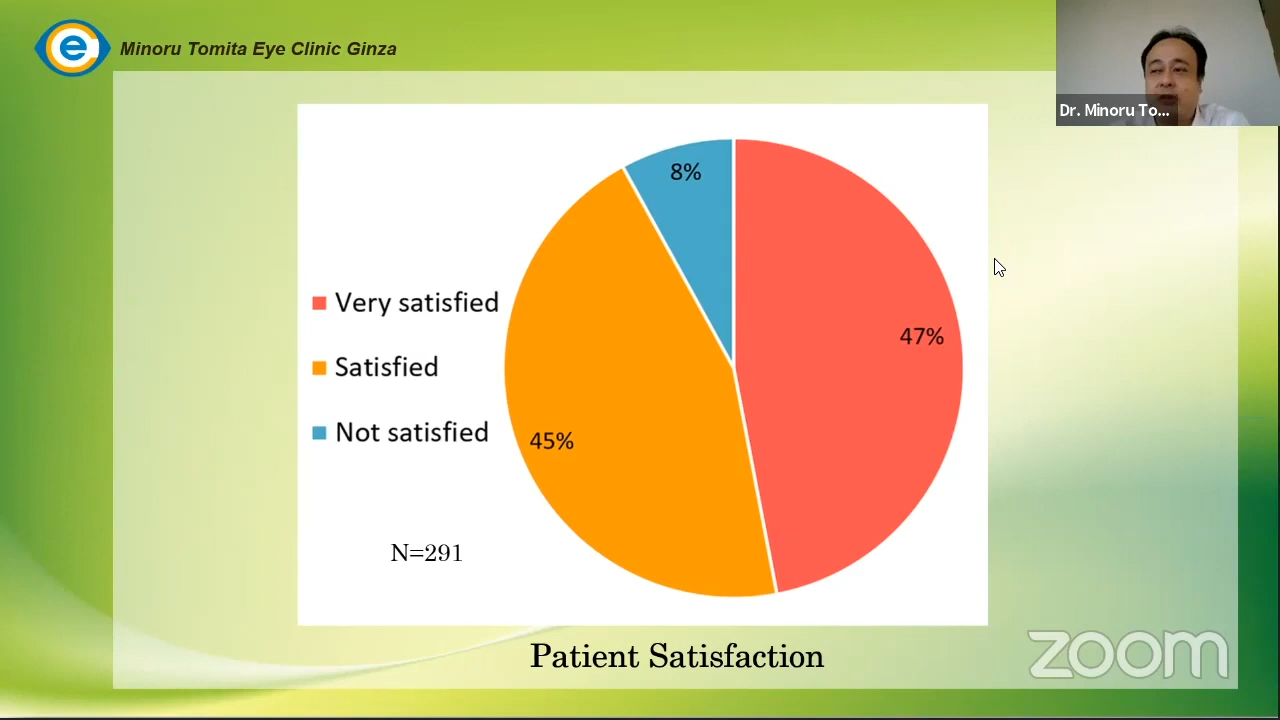 Minoru Tomita Eye Clinic Ginza
Dr. Minoru To...
8%
Very satisfied
47%
Satisfied
Not satisfied
45%
N=291
Patient Satisfaction
zoom